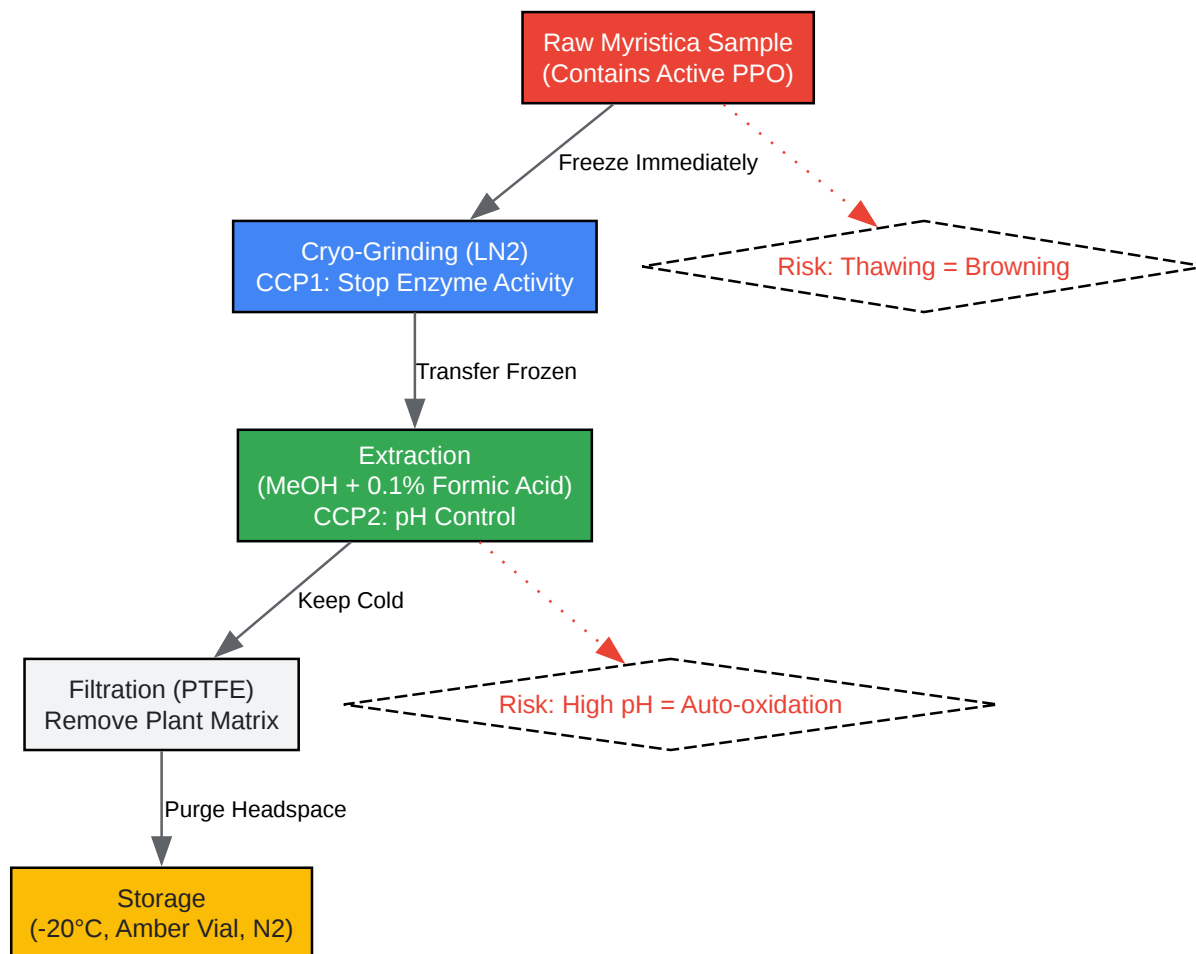 Raw Myristica Sample
(Contains Active PPO)
Freeze Immediately
Cryo-Grinding (LN2)
CCP1: Stop Enzyme Activity
Risk: Thawing = Browning
Transfer Frozen
Extraction
(MeOH + 0.1% Formic Acid)
CCP2: pH Control
Keep Cold
Filtration (PTFE)
Remove Plant Matrix
Risk: High pH = Auto-oxidation
Purge Headspace
Storage
(-20°C, Amber Vial, N2)